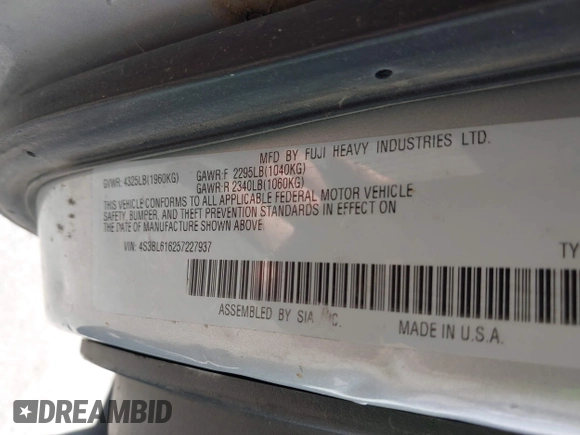 MFD BY FUJI HEAVY INDUSTRIES LTD.
GVWR: 4325LB(1960KG) GAWR:F 2295LB(1040KG)
GAWR:R 2340LB(1060KG)
THIS VEHICLE CONFORMS TO ALL APPLICABLE FEDERAL MOTOR VEHICLE
SAFETY, BUMPER, AND THEFT PREVENTION STANDARDS IN EFFECT ON
THE DATE OF MANUFACTURE SHOWN ABOVE.
VIN: 4S3BL616257227937
TY
ASSEMBLED BY SIA INC.
MADE IN U.S.A.
DREAMBID